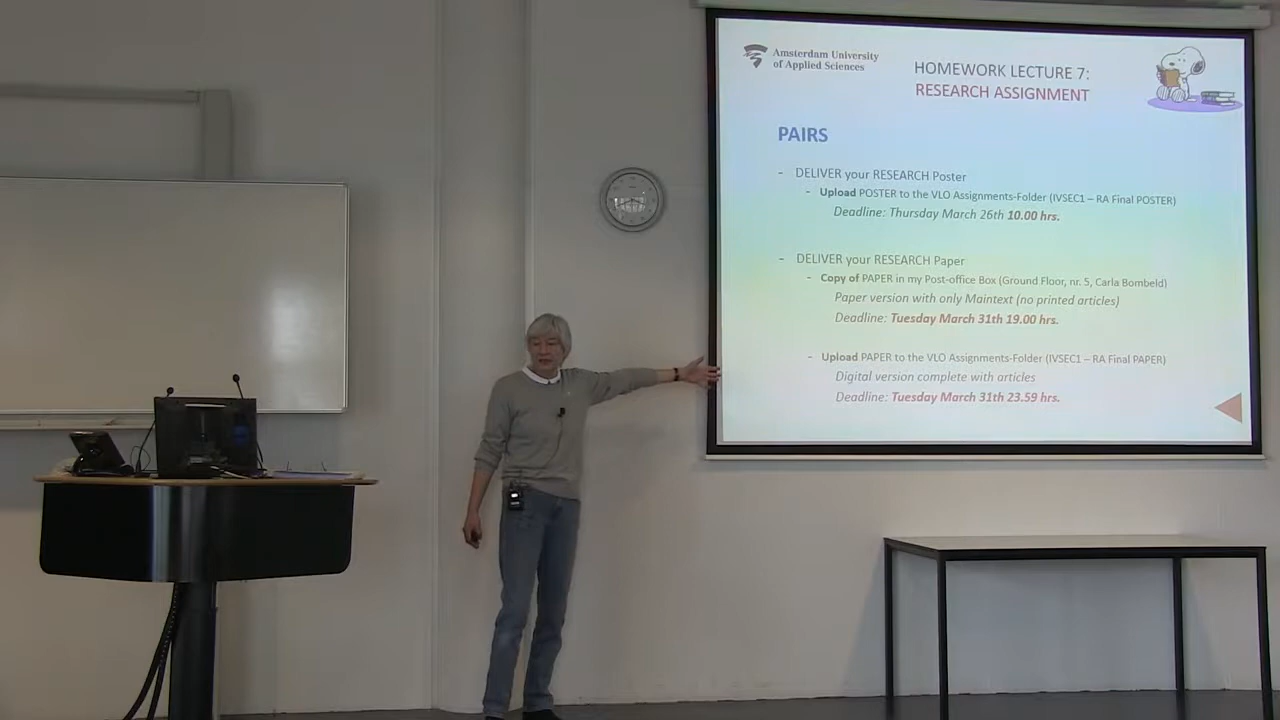 Amsterdam University
of Applied Sciences
HOMEWORK LECTURE 7:
RESEARCH ASSIGNMENT
PAIRS
- DELIVER your RESEARCH Poster
- Upload POSTER to the VLO Assignments-Folder (IVSEC1 – RA Final POSTER)
Deadline: Thursday March 26th 10.00 hrs.
- DELIVER your RESEARCH Paper
- Copy of PAPER in my Post-office Box (Ground Floor, nr. 5, Carla Bombeld)
Paper version with only Maintext (no printed articles)
Deadline: Tuesday March 31th 19.00 hrs.
- Upload PAPER to the VLO Assignments-Folder (IVSEC1 – RA Final PAPER)
Digital version complete with articles
Deadline: Tuesday March 31th 23.59 hrs.